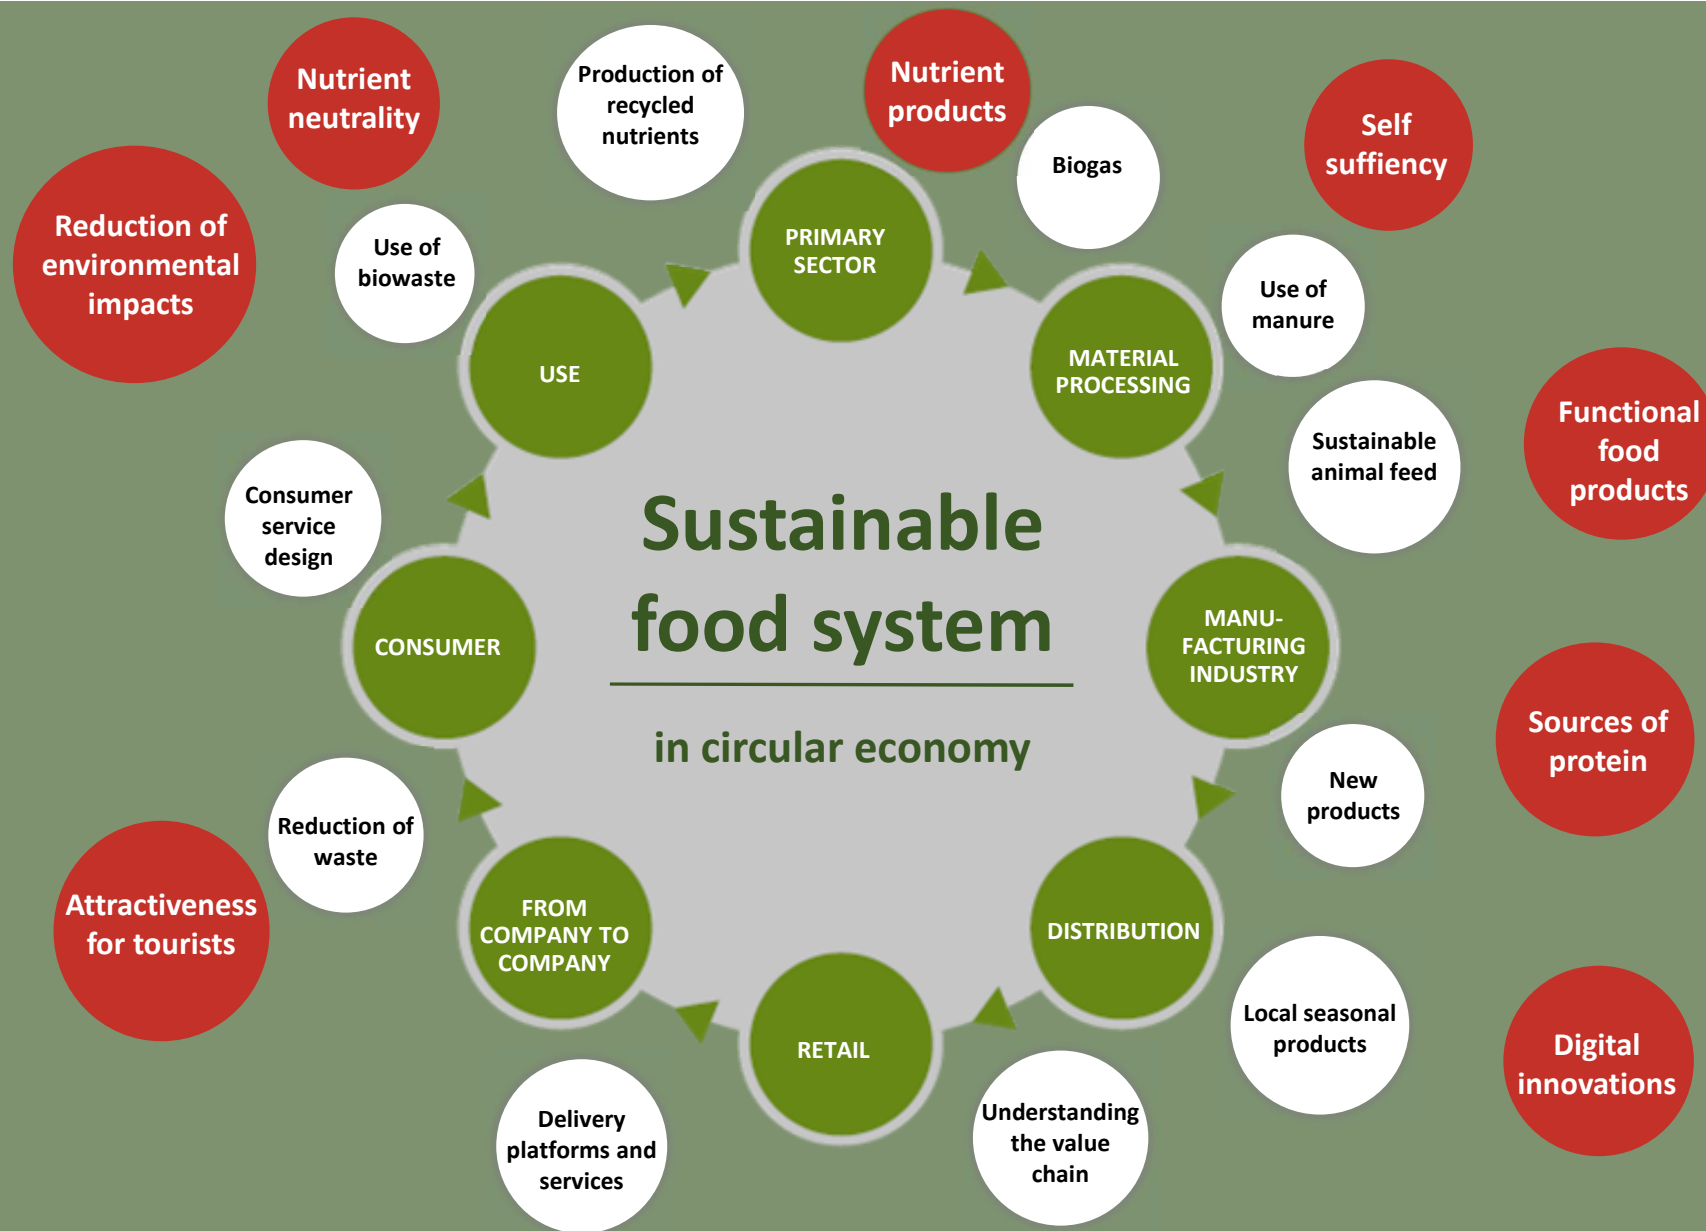 Nutrient
neutrality
Production of
recycled
nutrients
Nutrient
products
Biogas
Self
suffiency
Reduction of
environmental
impacts
Use of
biowaste
PRIMARY
SECTOR
Use of
manure
USE
MATERIAL
PROCESSING
Functional
food
products
Sustainable
animal feed
Consumer
service
design
Sustainable
food system
in circular economy
CONSUMER
MANU-
FACTURING
INDUSTRY
Sources of
protein
New
products
Reduction of
waste
Attractiveness
for tourists
FROM
COMPANY TO
COMPANY
DISTRIBUTION
RETAIL
Local seasonal
products
Digital
innovations
Delivery
platforms and
services
Understanding
the value
chain